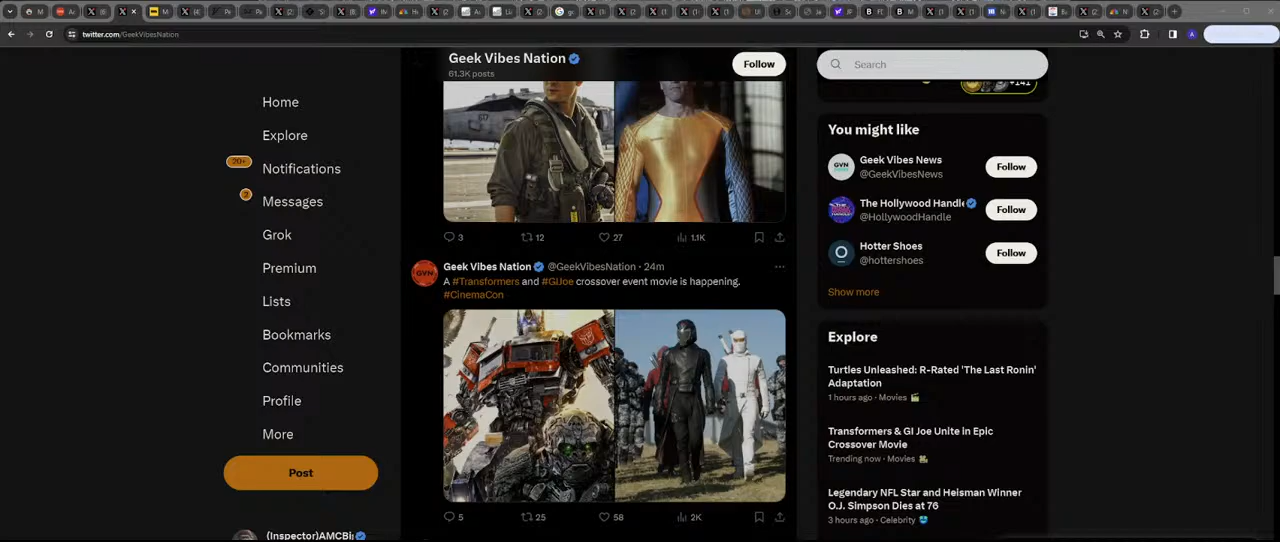 twitter.com/GeekVibesNation
Geek Vibes Nation
61.3K posts
Follow
Search
Home
Explore
20+
Notifications
2
Messages
Grok
Premium
Lists
Bookmarks
Communities
Profile
More
Post
617
3
12
27
1.1K
Geek Vibes Nation @GeekVibesNation · 24m
A #Transformers and #GIJoe crossover event movie is happening.
#CinemaCon
5
25
58
2K
+141
You might like
GVN
Geek Vibes News
@GeekVibesNews
Follow
The Hollywood Handle
@HollywoodHandle
Follow
Hotter Shoes
@hottershoes
Follow
Show more
Explore
Turtles Unleashed: R-Rated 'The Last Ronin'
Adaptation
1 hours ago · Movies
Transformers & GI Joe Unite in Epic
Crossover Movie
Trending now · Movies
Legendary NFL Star and Heisman Winner
O.J. Simpson Dies at 76
3 hours ago · Celebrity